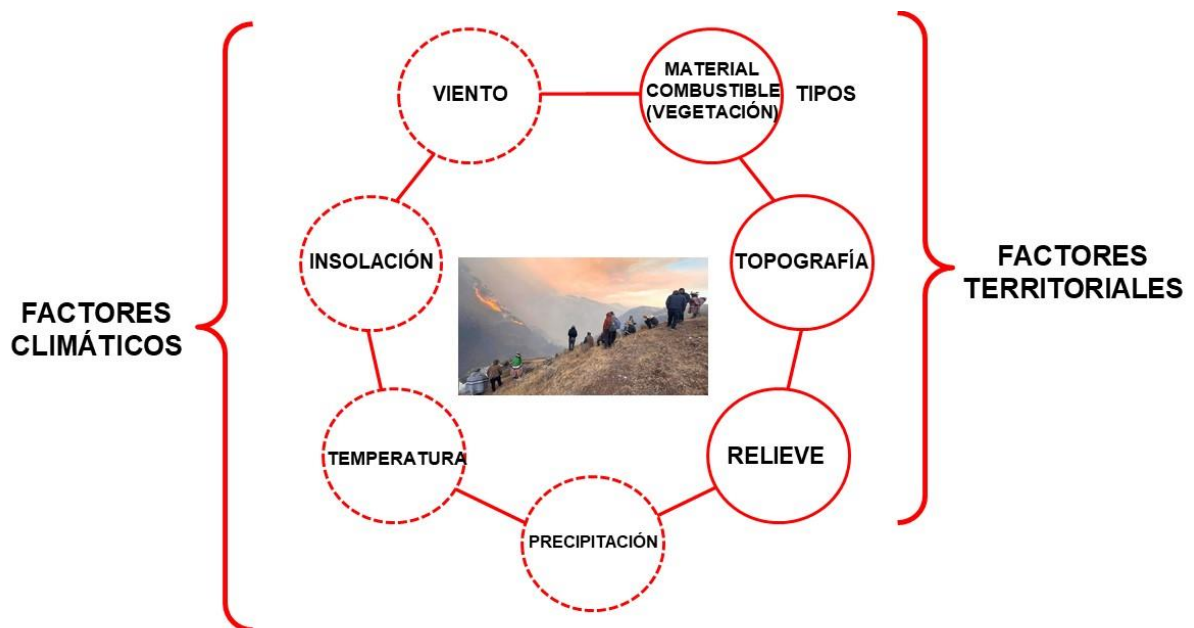 FACTORES
CLIMÁTICOS
VIENTO
INSOLACIÓN
TEMPERATURA
PRECIPITACIÓN
MATERIAL
COMBUSTIBLE
(VEGETACIÓN)
TIPOS
TOPOGRAFÍA
RELIEVE
FACTORES
TERRITORIALES